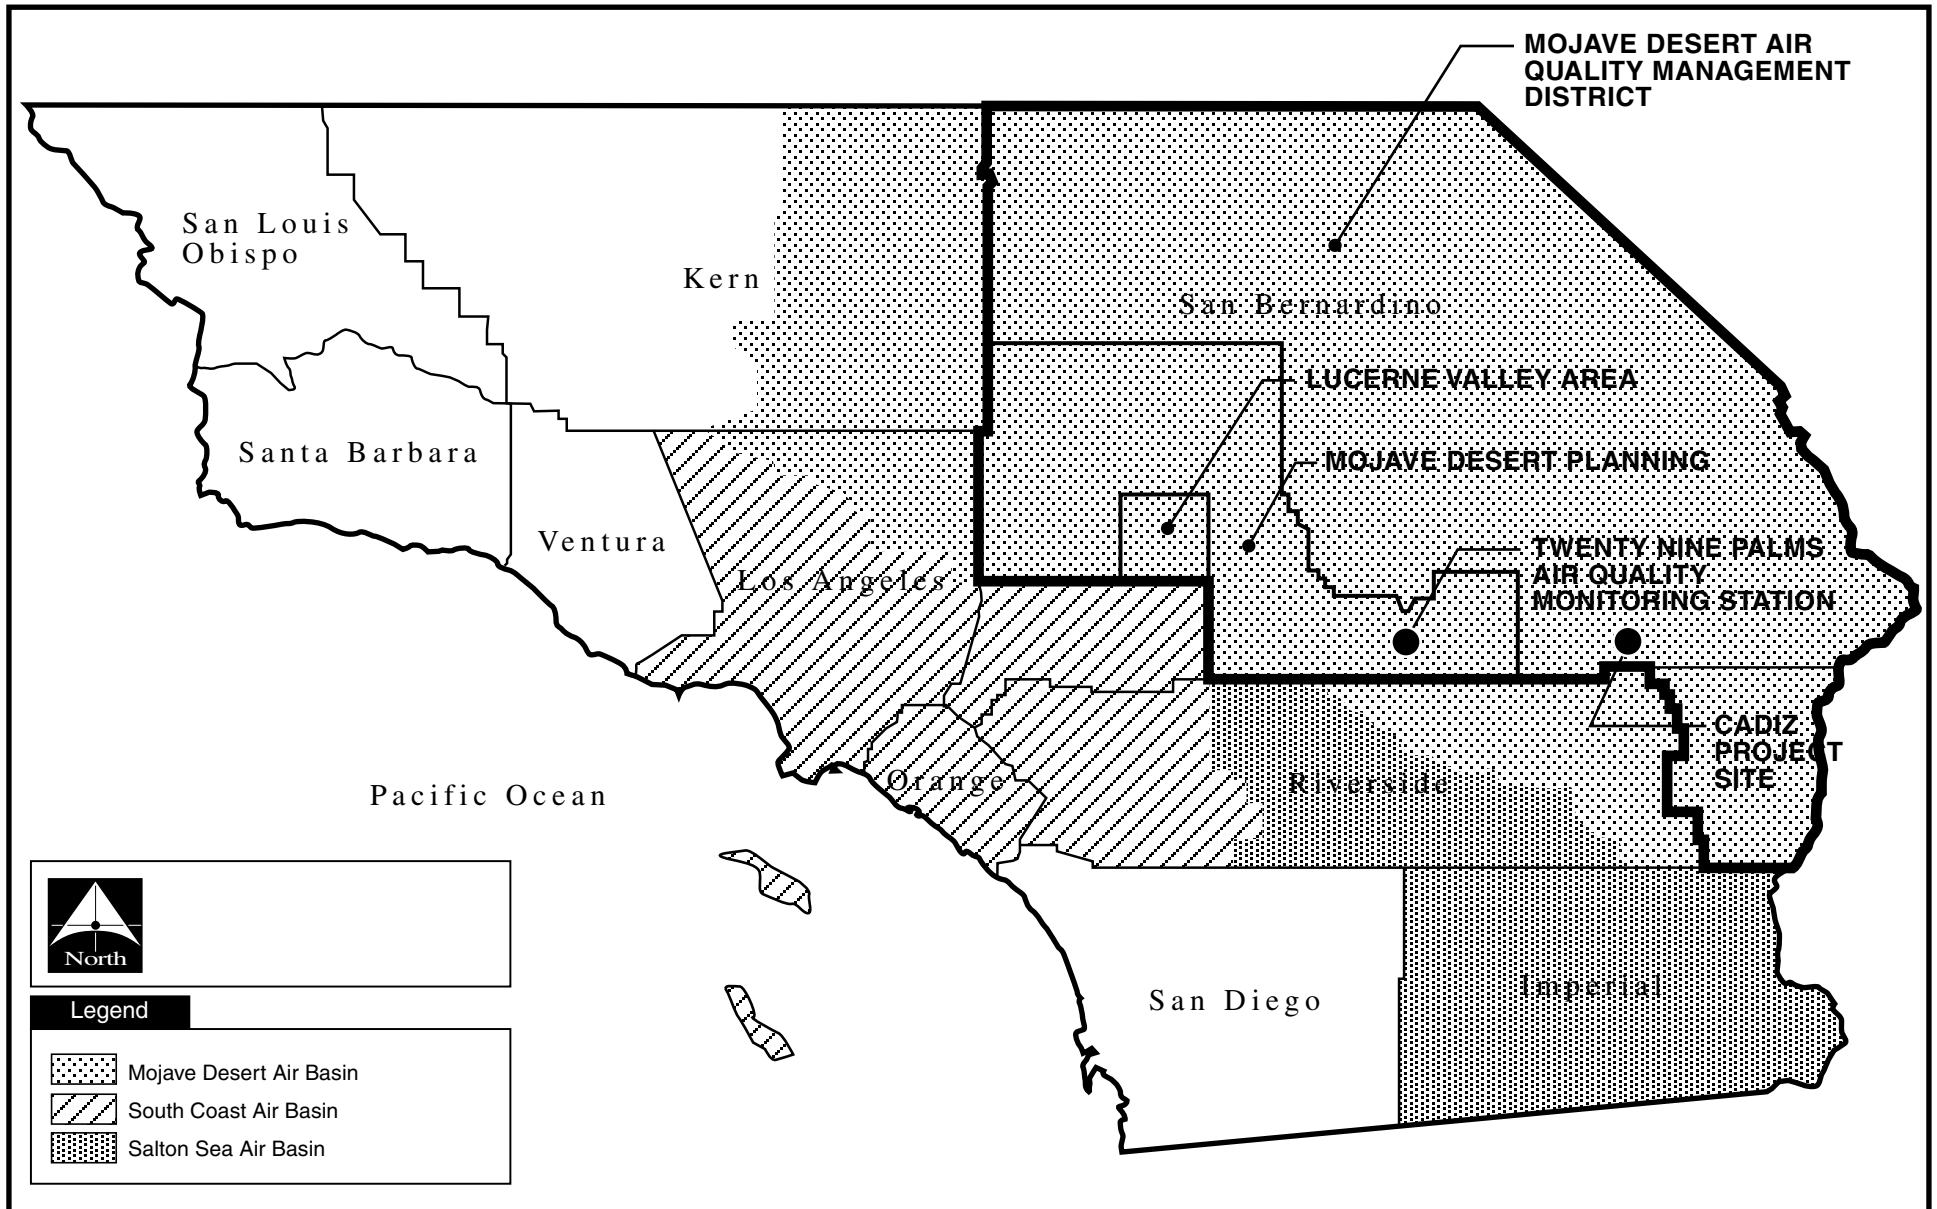 MOJAVE DESERT AIR
QUALITY MANAGEMENT
DISTRICT
San Louis
Obispo
Kern
San Bernardino
LUCERNE VALLEY AREA
Santa Barbara
MOJAVE DESERT PLANNING
Ventura
TWENTY NINE PALMS
AIR QUALITY
MONITORING STATION
Los Angeles
CADIZ
PROJECT
SITE
Orange
Riverside
Pacific Ocean
North
San Diego
Imperial
Legend
Mojave Desert Air Basin
South Coast Air Basin
Salton Sea Air Basin